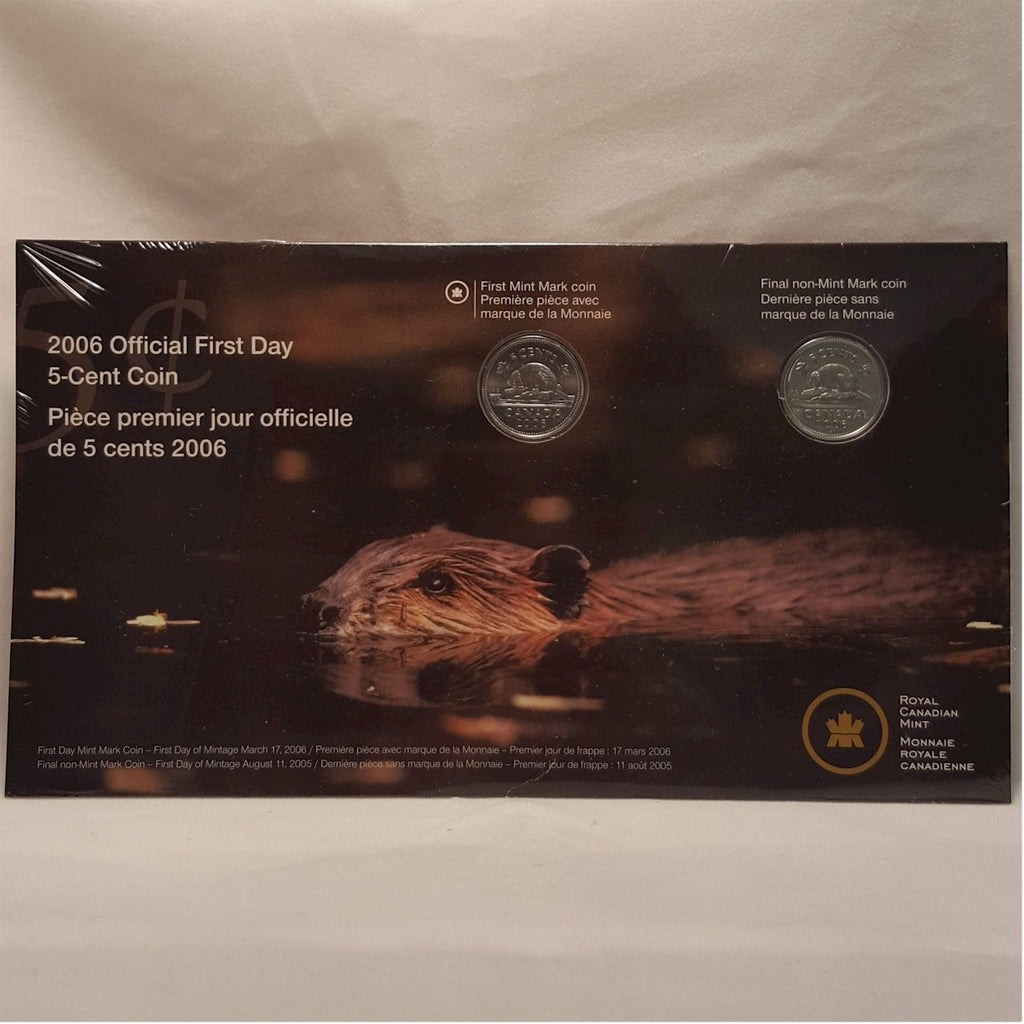 5¢
2006 Official First Day
5-Cent Coin
Pièce premier jour officielle
de 5 cents 2006
First Mint Mark coin
Première pièce avec
marque de la Monnaie
Final non-Mint Mark coin
Dernière pièce sans
marque de la Monnaie
5 CENTS
CANADA
2006
5 CENTS
CANADA
First Day Mint Mark Coin – First Day of Mintage March 17, 2006 / Première pièce avec marque de la Monnaie – Premier jour de frappe : 17 mars 2006
Final non-Mint Mark Coin – First Day of Mintage August 11, 2005 / Dernière pièce sans marque de la Monnaie – Premier jour de frappe : 11 août 2005
ROYAL
CANADIAN
MINT
MONNAIE
ROYALE
CANADIENNE